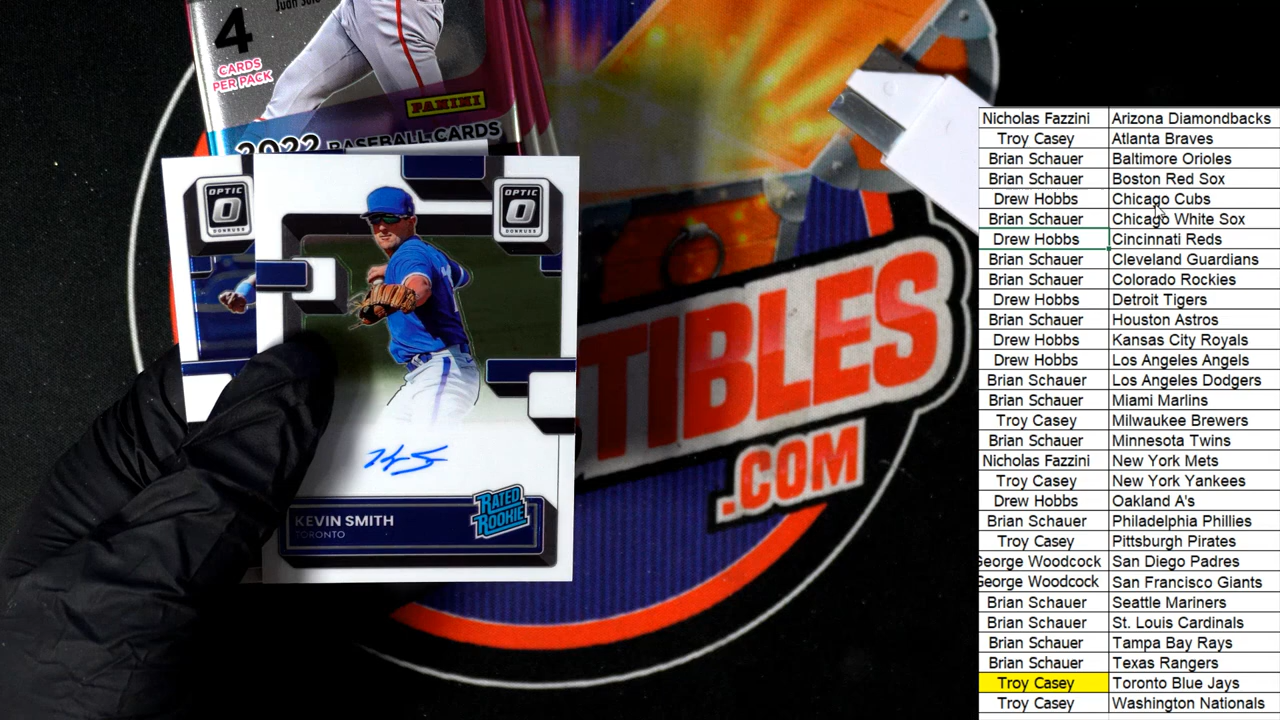 Juan Soto
4
CARDS
PER PACK
PANINI
2022 BASEBALL CARDS
OPTIC
DONRUSS
OPTIC
DONRUSS
RATED
ROOKIE
KEVIN SMITH
TORONTO
TIBLES
.COM
Nicholas Fazzini Arizona Diamondbacks
Troy Casey Atlanta Braves
Brian Schauer Baltimore Orioles
Brian Schauer Boston Red Sox
Drew Hobbs Chicago Cubs
Brian Schauer Chicago White Sox
Drew Hobbs Cincinnati Reds
Brian Schauer Cleveland Guardians
Brian Schauer Colorado Rockies
Drew Hobbs Detroit Tigers
Brian Schauer Houston Astros
Drew Hobbs Kansas City Royals
Drew Hobbs Los Angeles Angels
Brian Schauer Los Angeles Dodgers
Brian Schauer Miami Marlins
Troy Casey Milwaukee Brewers
Brian Schauer Minnesota Twins
Nicholas Fazzini New York Mets
Troy Casey New York Yankees
Drew Hobbs Oakland A's
Brian Schauer Philadelphia Phillies
Troy Casey Pittsburgh Pirates
George Woodcock San Diego Padres
George Woodcock San Francisco Giants
Brian Schauer Seattle Mariners
Brian Schauer St. Louis Cardinals
Brian Schauer Tampa Bay Rays
Brian Schauer Texas Rangers
Troy Casey Toronto Blue Jays
Troy Casey Washington Nationals